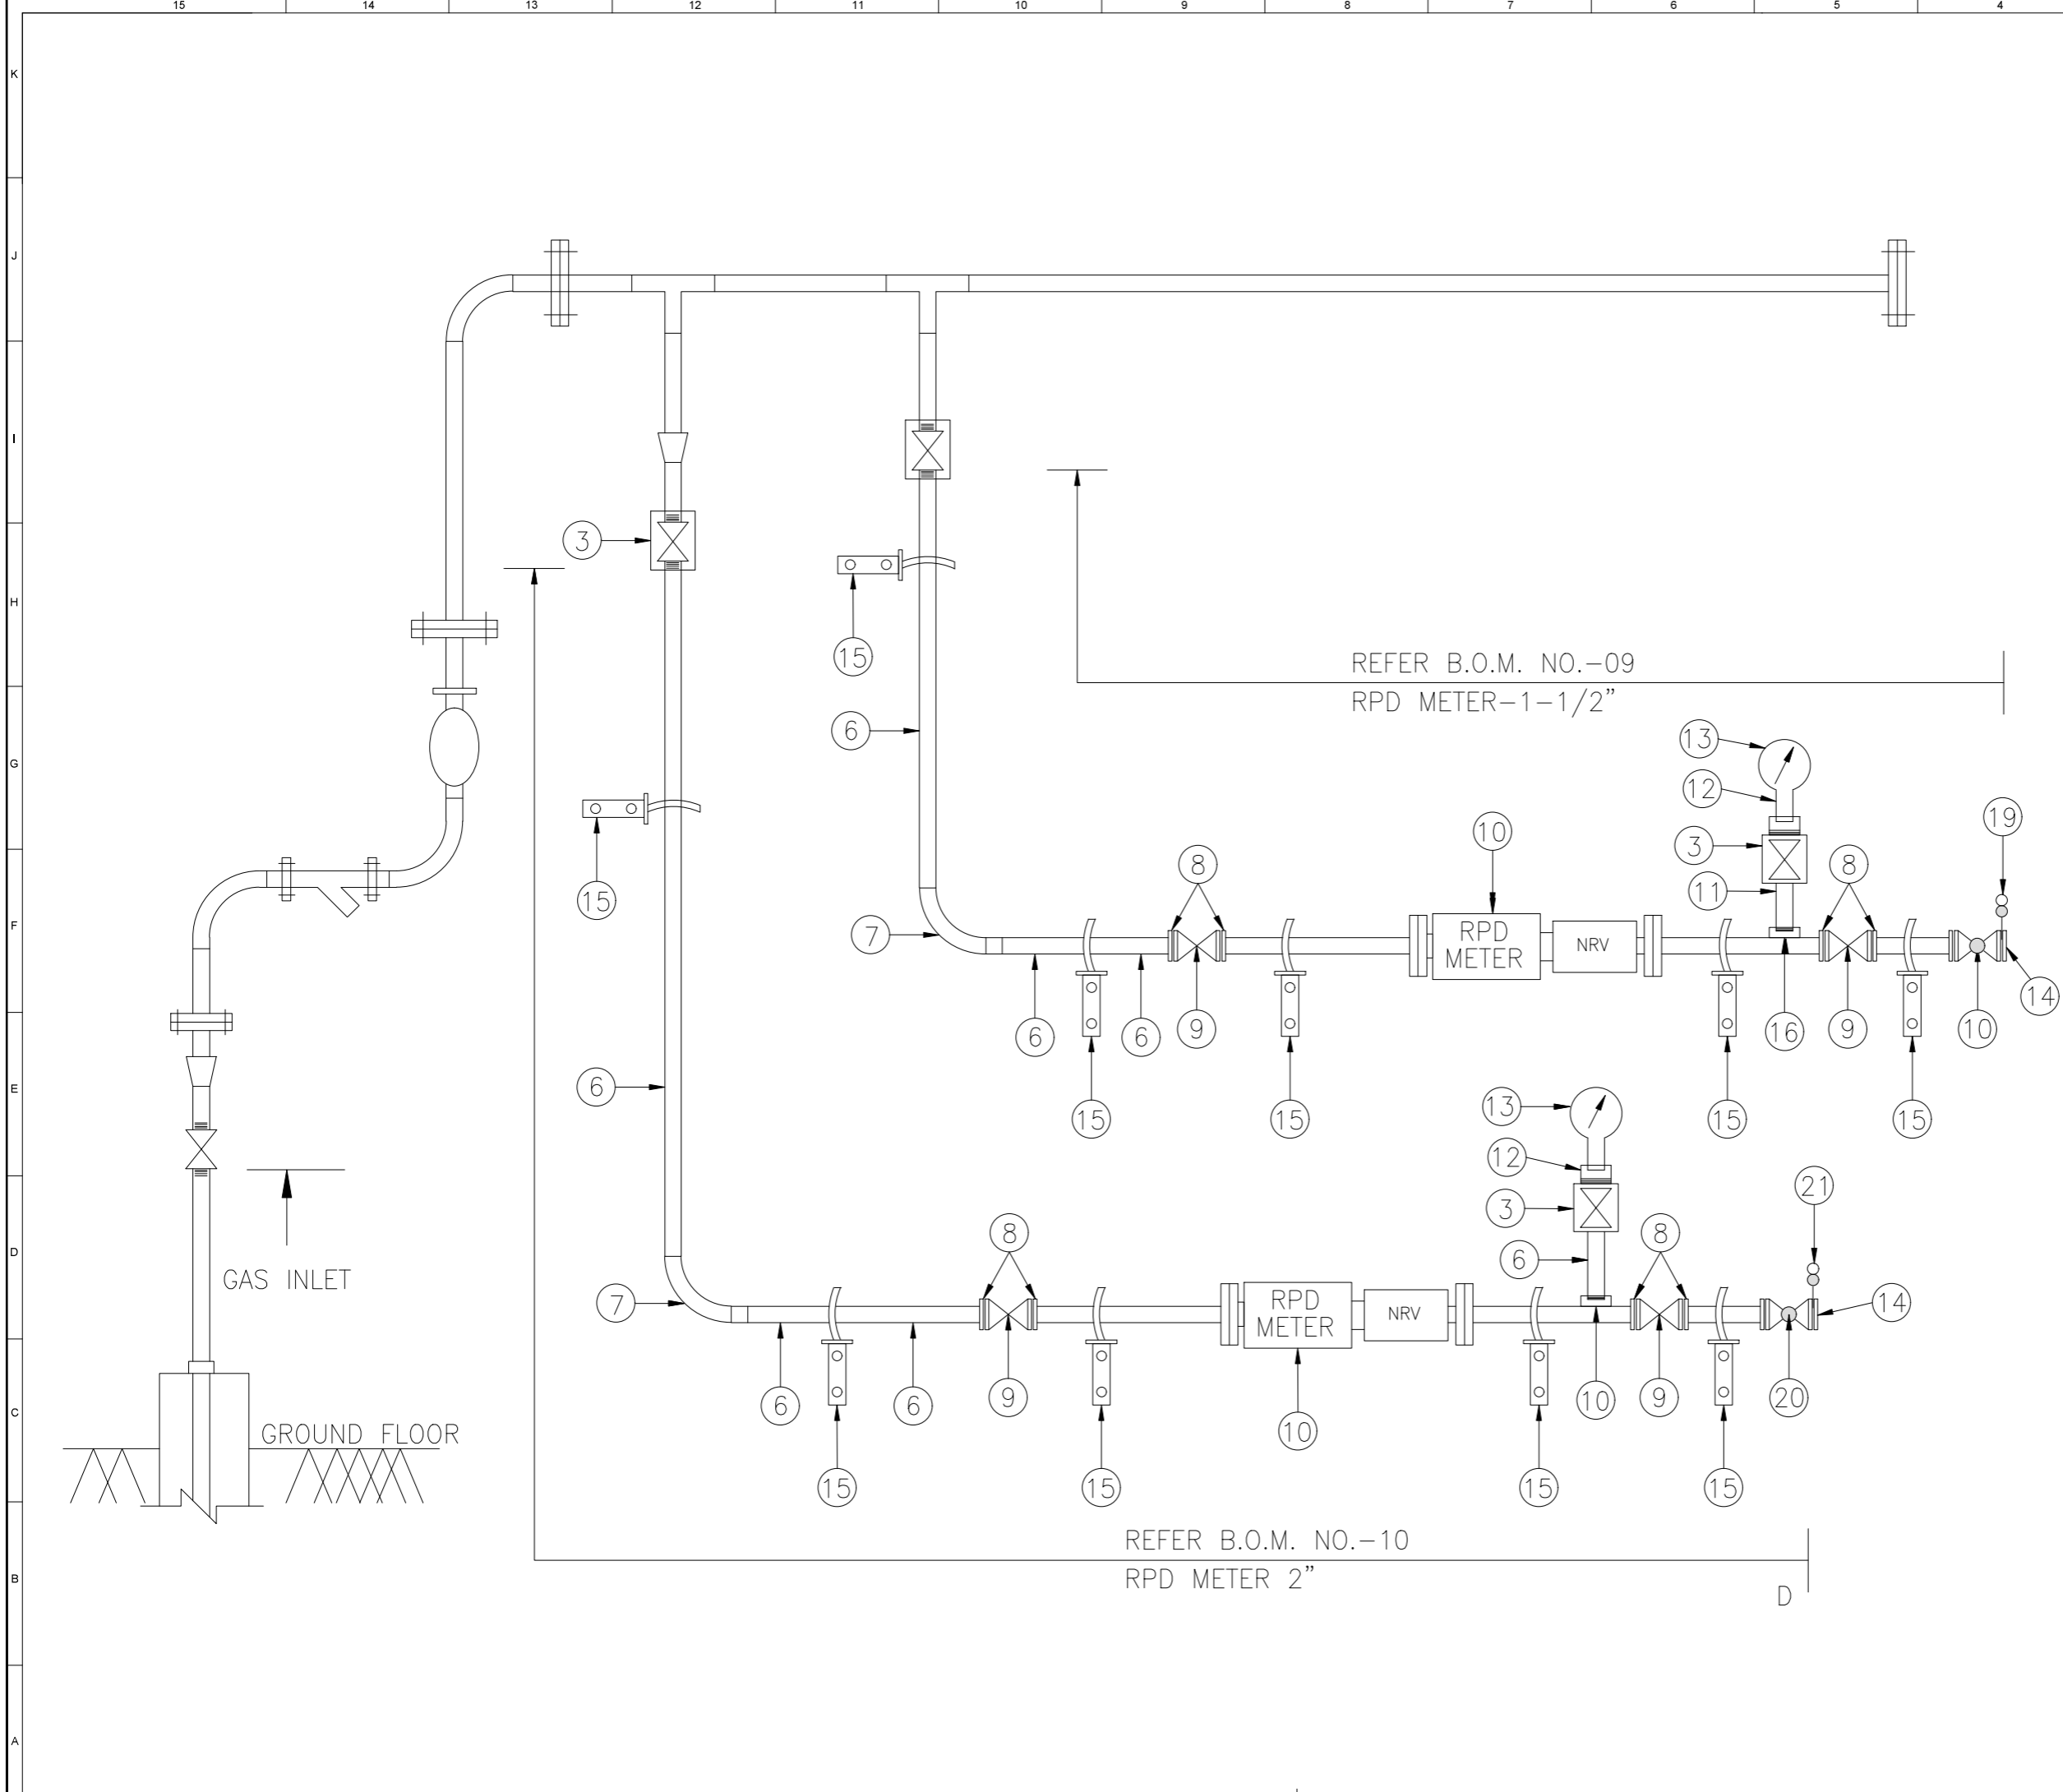 15 14 13 12 11 10 9 8 7 6 5 4
K
J
I
H
G
F
E
D
C
B
A
3
15
REFER B.O.M. NO.-09
RPD METER-1-1/2"
6
13
12
10
3
11
8
8
19
15
7
RPD
METER
NRV
14
6
6
9
16
9
10
15
15
15
15
6
13
12
3
6
8
8
21
GAS INLET
7
RPD
METER
NRV
14
6
6
9
10
10
9
20
GROUND FLOOR
15
15
15
15
REFER B.O.M. NO.-10
RPD METER 2"
D